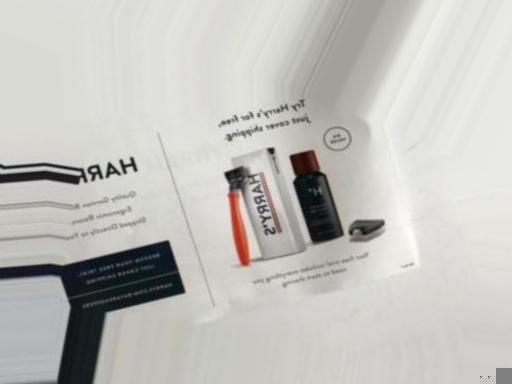 HARR
Quality German
Ergonomic Razors
Shipped Directly to You
REDEEM YOUR FREE TRIAL.
JUST COVER SHIPPING.
Try Harry's for free,
just cover shipping.
HARRY'S
H'
Your free trial includes everything you
need to start shaving.